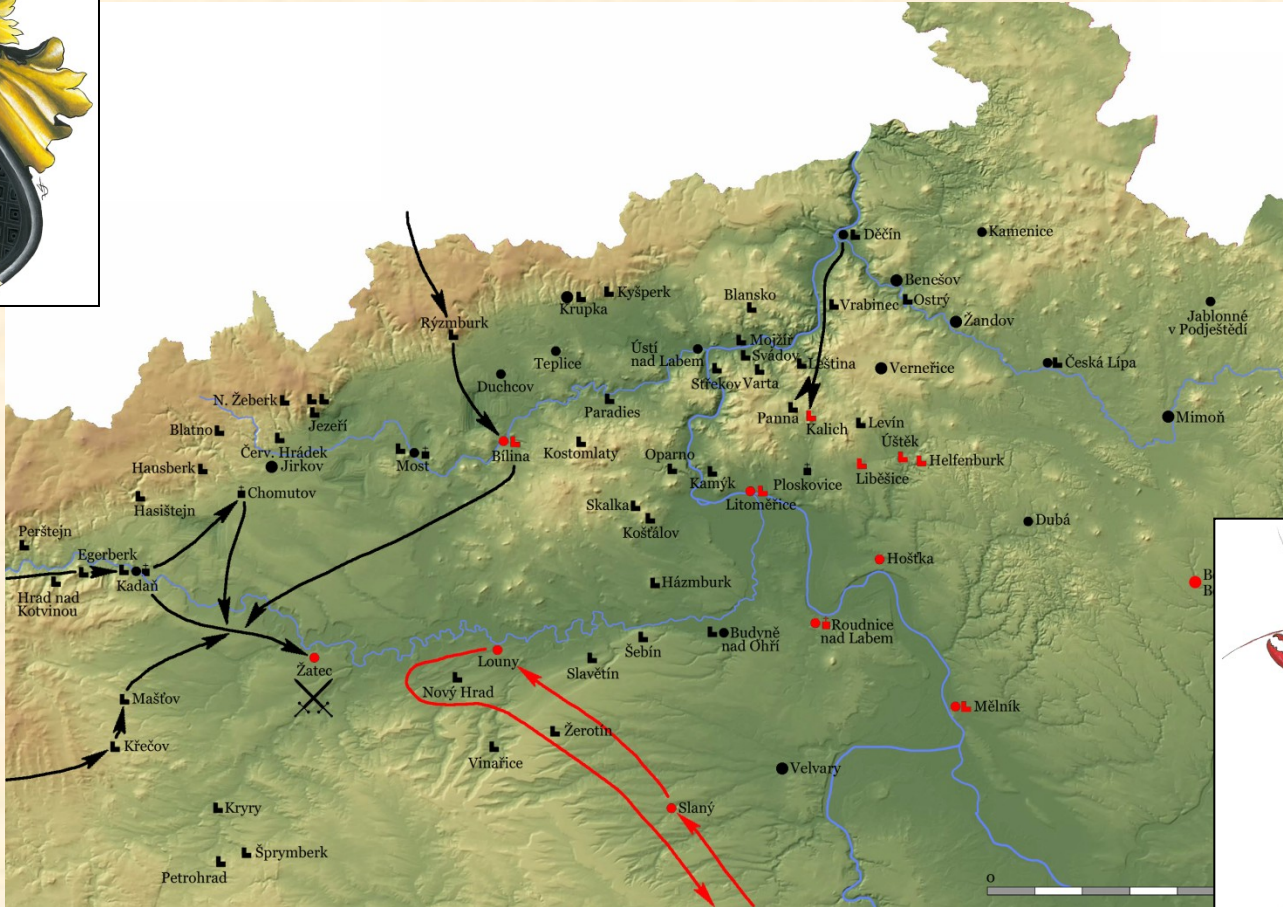 Děčín
Kamenice
Benešov
Kyšperk
Krupka
Blansko
Vrabinec
Ostrý
Jablonné
v Podještědí
Rýzmburk
Žandov
Mojžíř
Ústí
nad Labem
Svádov
Teplice
Leština
Česká Lípa
Verneřice
Střekov
Varta
Duchcov
N. Žeberk
Paradies
Jezeří
Panna
Kalich
Mimoň
Levín
Blatno
Úštěk
Červ. Hrádek
Most
Bílina
Kostomlaty
Oparno
Helfenburk
Hausberk
Jirkov
Kamýk
Ploskovice
Liběšice
Chomutov
Litoměřice
Hasištejn
Skalka
Košťálov
Dubá
Perštejn
Egerberk
Hošťka
Kadaň
Hrad nad
Kotvinou
Házmburk
Roudnice
nad Labem
Budyně
nad Ohří
Šebín
Louny
Slavětín
Žatec
Nový Hrad
Mašťov
Mělník
Žerotín
Křečov
Vinařice
Velvary
Kryry
Slaný
Šprymberk
Petrohrad
0